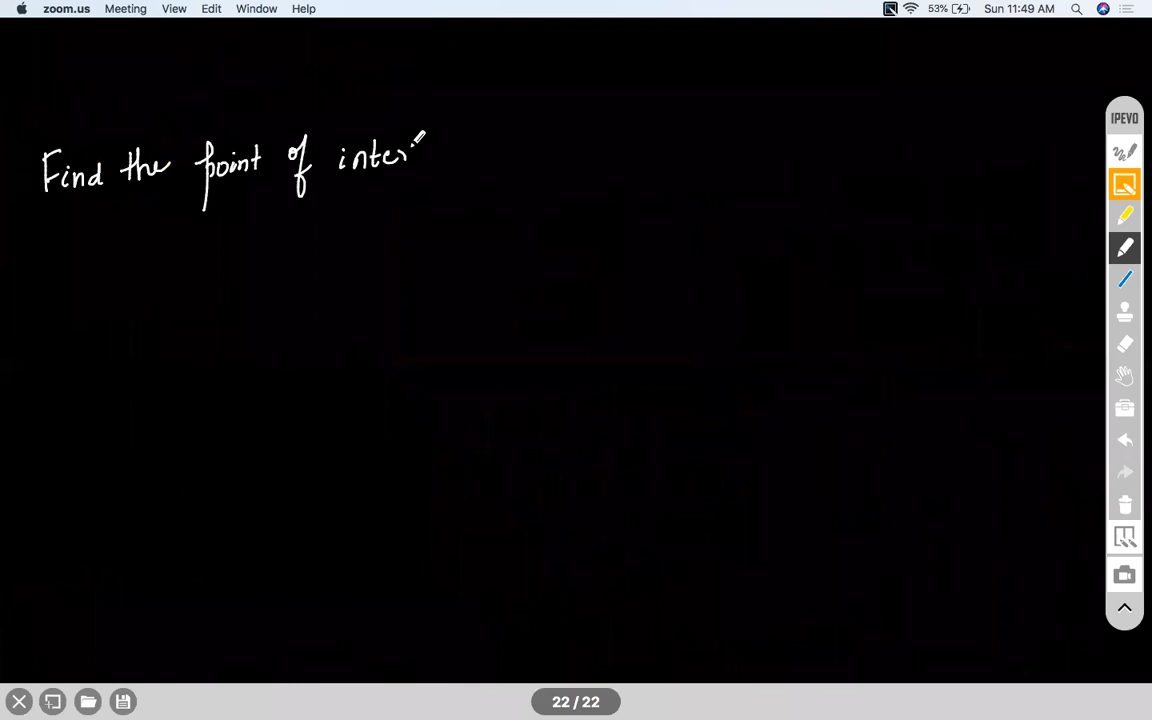 zoom.us Meeting View Edit Window Help 53% Sun 11:49 AM
IPEVO
Find the point of inter
22 / 22